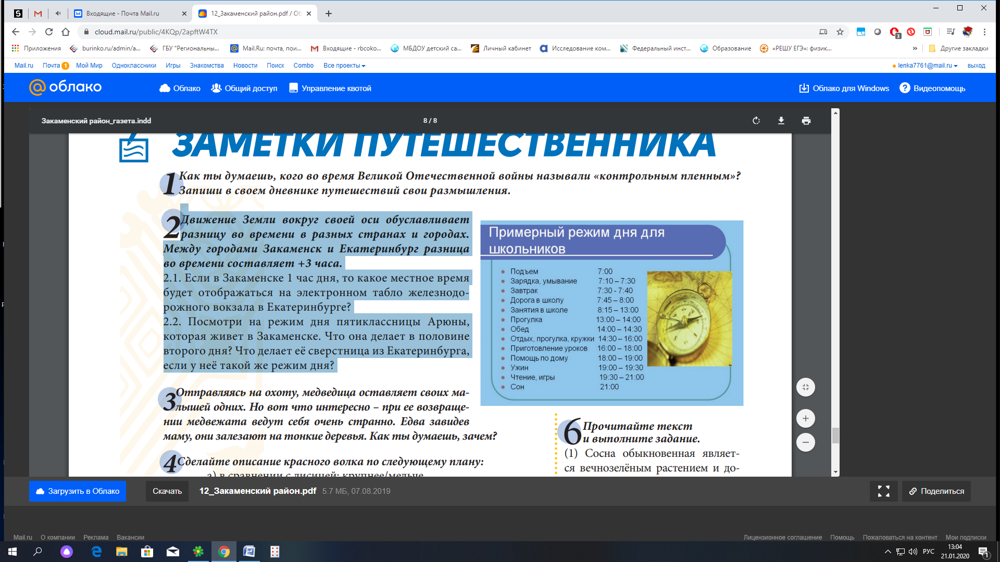 Входящие - Почта Mail.ru
12_Закаменский район.pdf / Об
cloud.mail.ru/public/4KQp/2apftW4TX
3
Приложения
burinko.ru/admin/a...
ГБУ "Региональны...
Mail.Ru: почта, пои...
Входящие - rbcoko...
МБДОУ детский са...
Личный кабинет
Исследование ком...
Федеральный инст...
Образование
«РЕШУ ЕГЭ»: физик...
»
Другие закладки
Mail.ru
Почта 1
Мой Мир
Одноклассники
Игры
Знакомства
Новости
Поиск
Combo
Все проекты
lenka7761@mail.ru
выход
@облако
Облако
Общий доступ
Управление квотой
Облако для Windows
? Видеопомощь
Закаменский район_газета.indd
8 / 8
ЗАМЕТКИ ПУТЕШЕСТВЕННИКА
1 Как ты думаешь, кого во время Великой Отечественной войны называли «контрольным пленным»?
Запиши в своем дневнике путешествий свои размышления.
2 Движение Земли вокруг своей оси обуславливает
разницу во времени в разных странах и городах.
Между городами Закаменск и Екатеринбург разница
во времени составляет +3 часа.
2.1. Если в Закаменске 1 час дня, то какое местное время
будет отображаться на электронном табло железнодо-
рожного вокзала в Екатеринбурге?
2.2. Посмотри на режим дня пятиклассницы Арюны,
которая живет в Закаменске. Что она делает в половине
второго дня? Что делает её сверстница из Екатеринбурга,
если у неё такой же режим дня?
Примерный режим дня для
школьников
Подъем 7:00
Зарядка, умывание 7:10 – 7:30
Завтрак 7:30 - 7:40
Дорога в школу 7:45 – 8:00
Занятия в школе 8:15 – 13:00
Прогулка 13:00 – 14:00
Обед 14:00 – 14:30
Отдых, прогулка, кружки 14:30 – 16:00
Приготовление уроков 16:00 – 18:00
Помощь по дому 18:00 – 19:00
Ужин 19:00 – 19:30
Чтение, игры 19:30 – 21:00
Сон 21:00
3 Отправляясь на охоту, медведица оставляет своих ма-
лышей одних. Но вот что интересно – при ее возвраще-
нии медвежата ведут себя очень странно. Едва завидев
маму, они залезают на тонкие деревья. Как ты думаешь, зачем?
4 Сделайте описание красного волка по следующему плану:
а) в сравнении с лисицей: крупнее/мельче
6 Прочитайте текст
и выполните задание.
(1) Сосна обыкновенная являет-
ся вечнозелёным растением и до-
Загрузить в Облако
Скачать
12_Закаменский район.pdf 5.7 МБ, 07.08.2019
Поделиться
Mail.ru
О компании
Реклама
Вакансии
Лицензионное соглашение
Помощь
Пожаловаться на контент
Мои подписки
РУС
13:04
21.01.2020
1